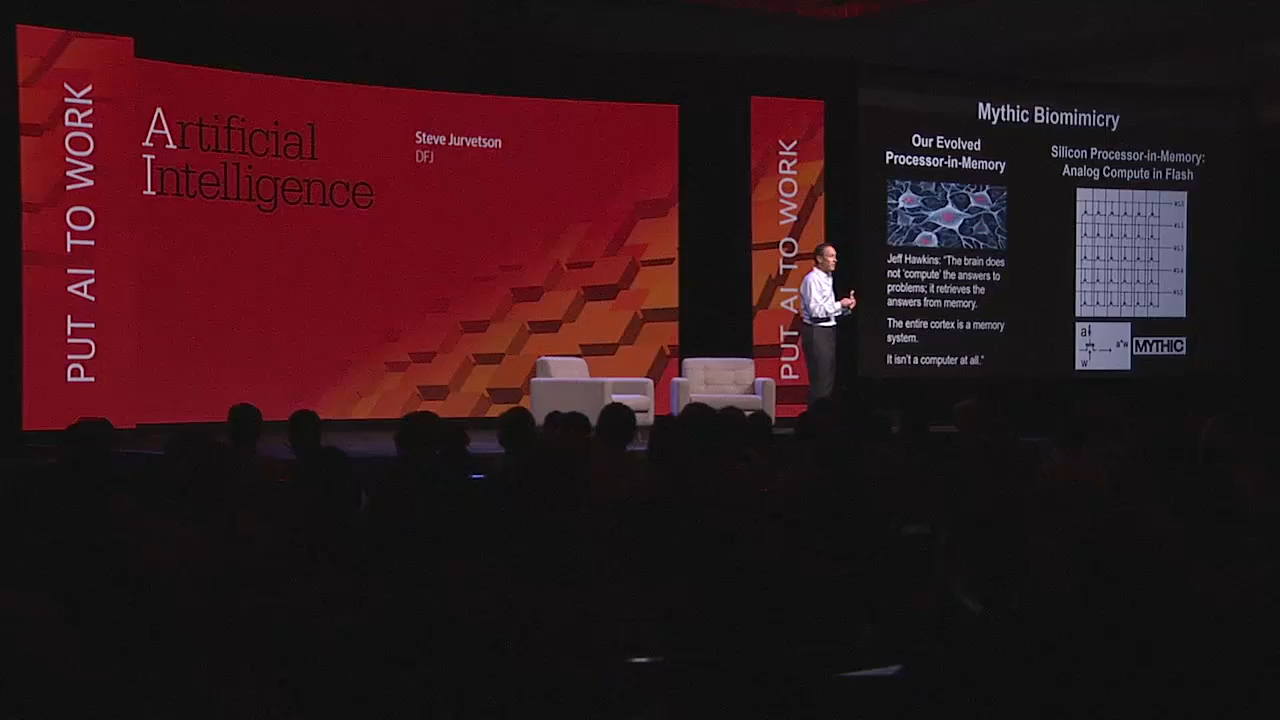 PUT AI TO WORK
Artificial
Intelligence
Steve Jurvetson
DFJ
PUT AI TO WORK
Mythic Biomimicry
Our Evolved
Processor-in-Memory
Jeff Hawkins: "The brain does
not 'compute' the answers to
problems; it retrieves the
answers from memory.
The entire cortex is a memory
system.
It isn't a computer at all."
Silicon Processor-in-Memory:
Analog Compute in Flash
a
w
a*w
MYTHIC